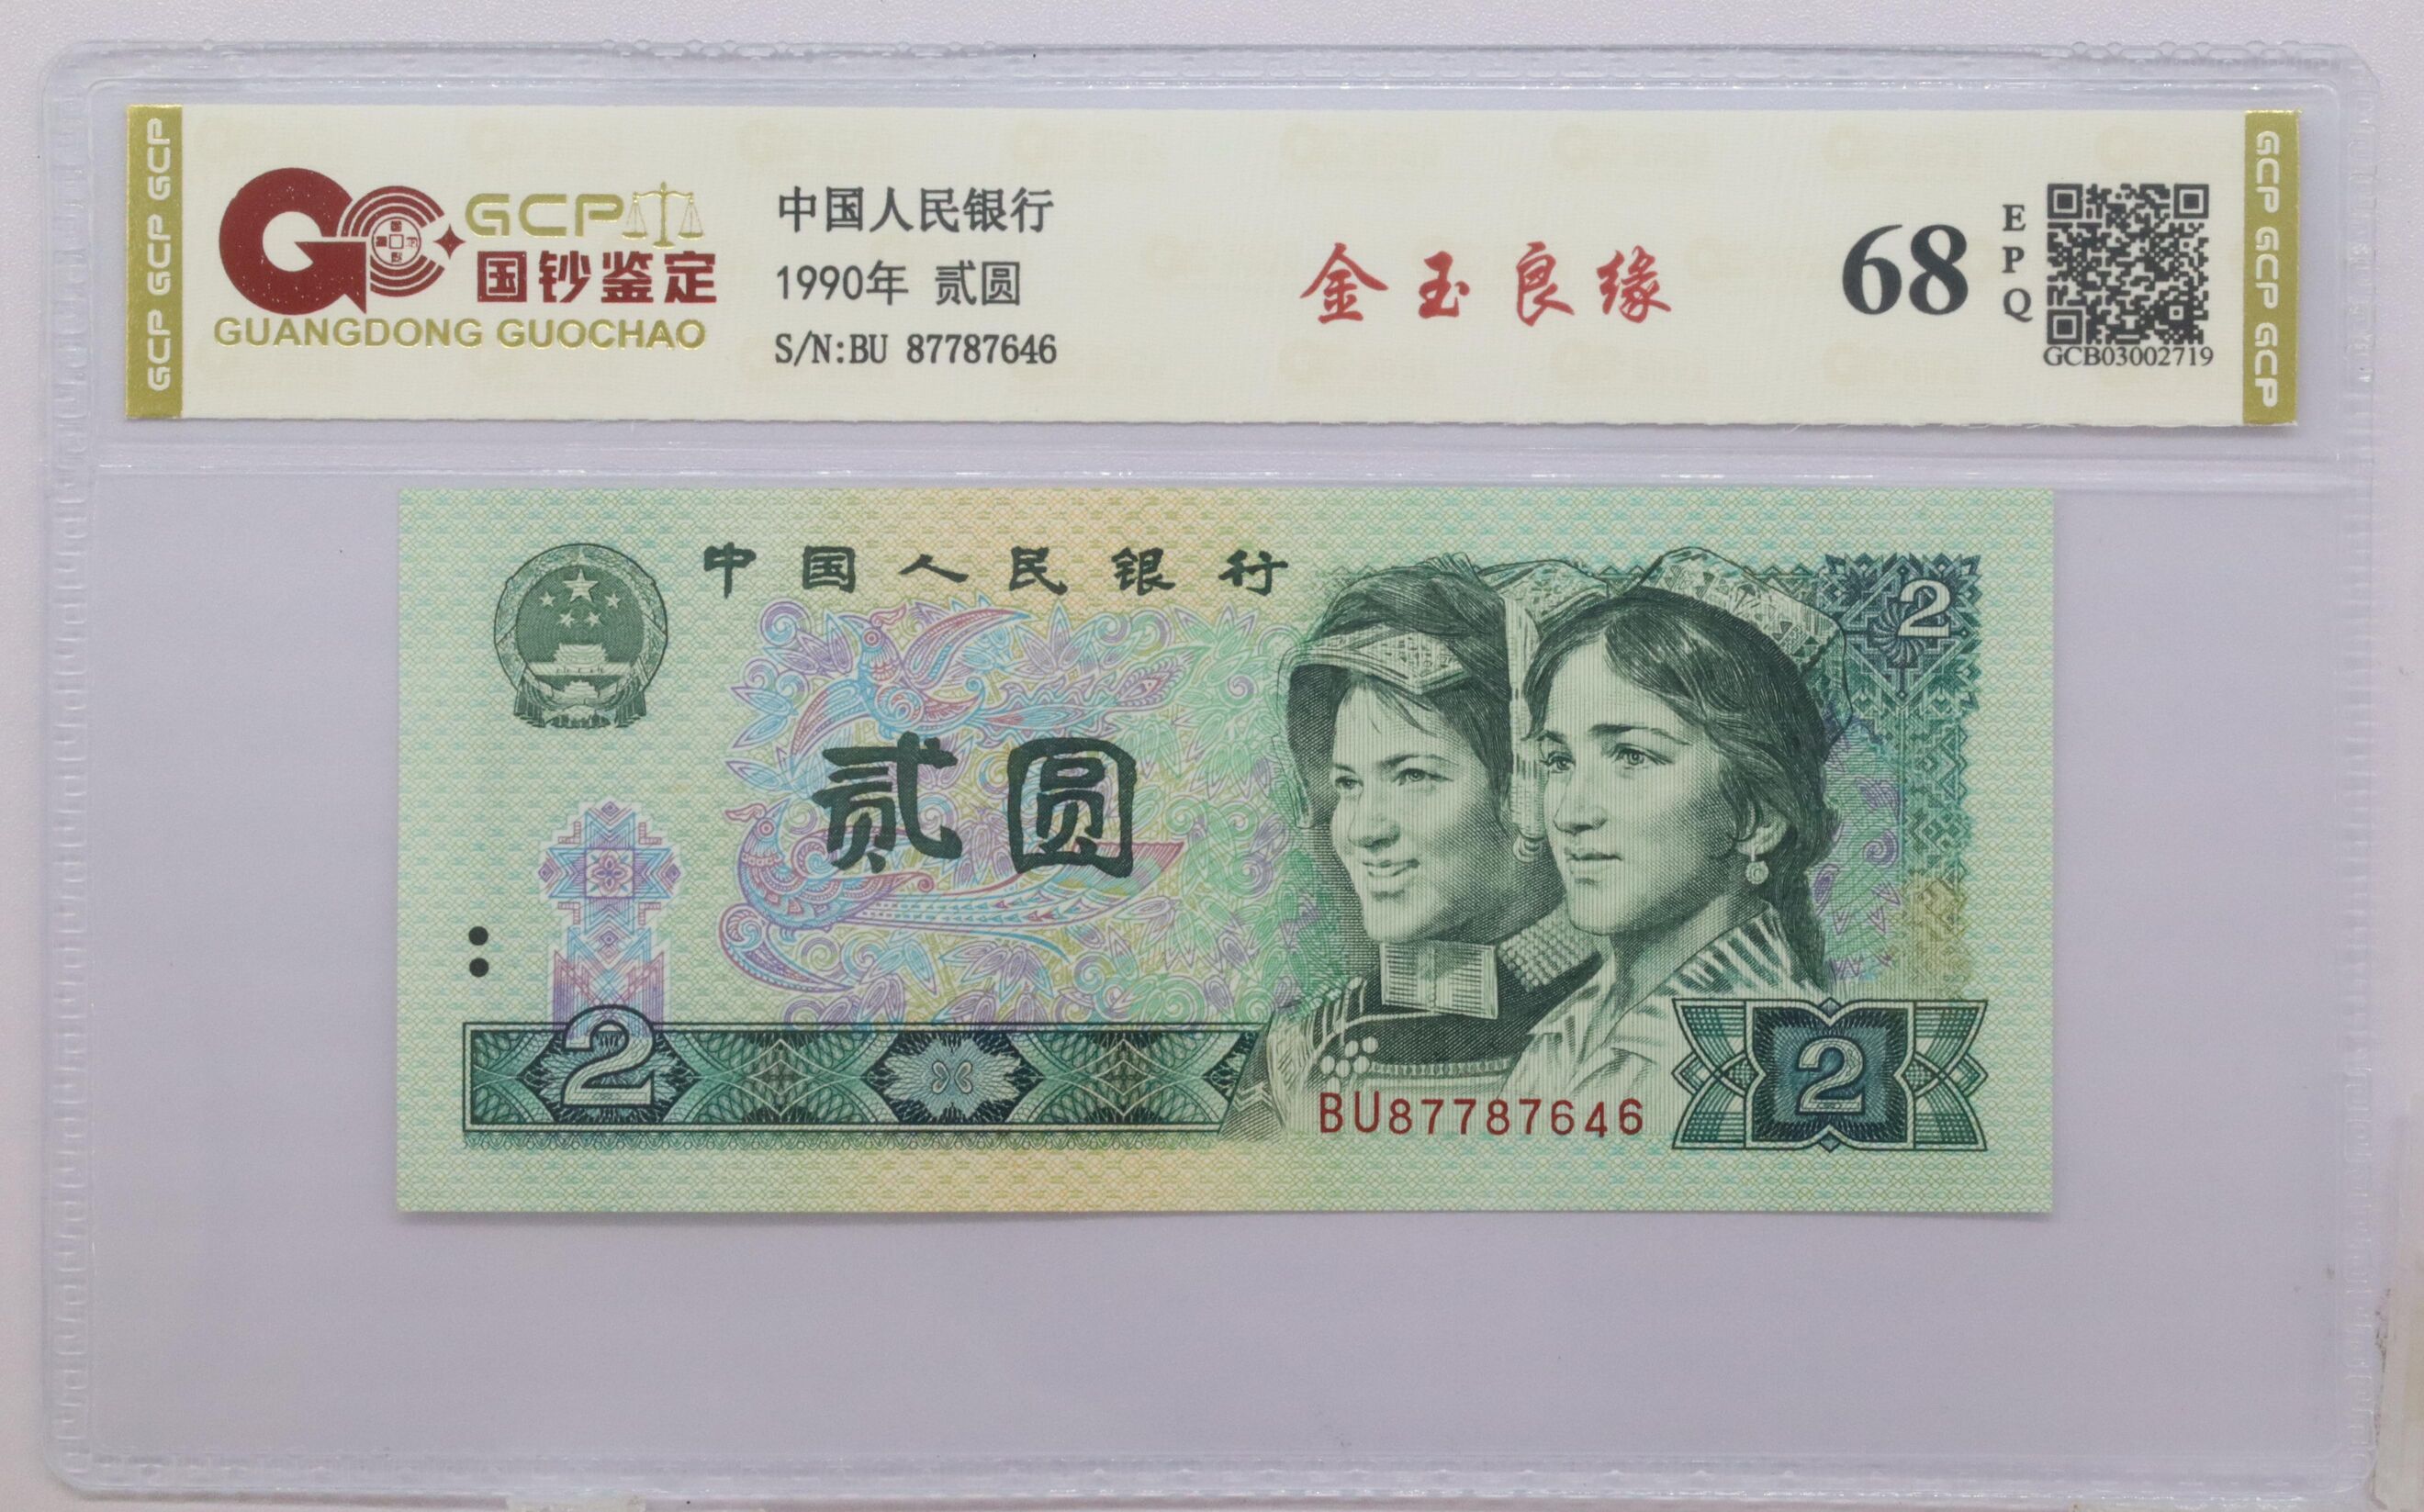 GCP GCP GCP
GCP
国钞鉴定
GUANGDONG GUOCHAO
中国人民银行
1990年 贰圆
S/N:BU 87787646
金玉良缘
68
EPQ
GCB03002719
GCP GCP GCP GCP
中国人民银行
2
贰圆
2
2
BU87787646